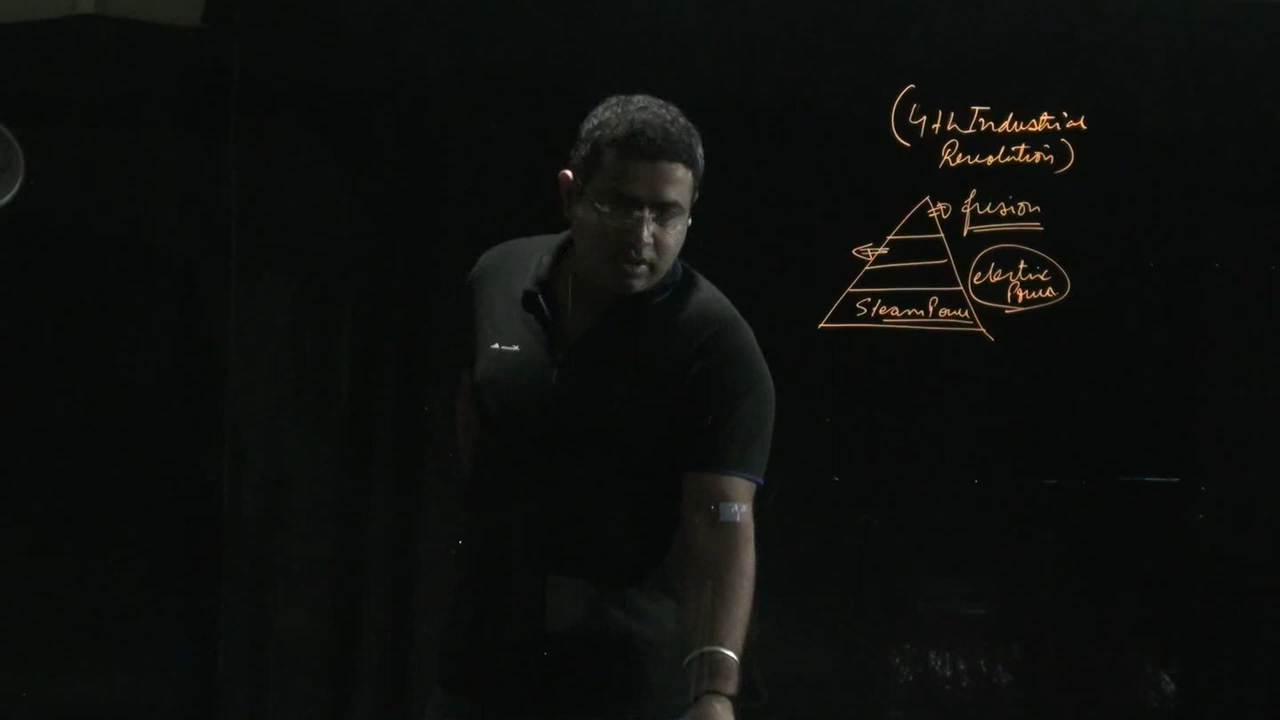 (4th Industrial
Revolution)
fusion
electric
Power
Steam Power